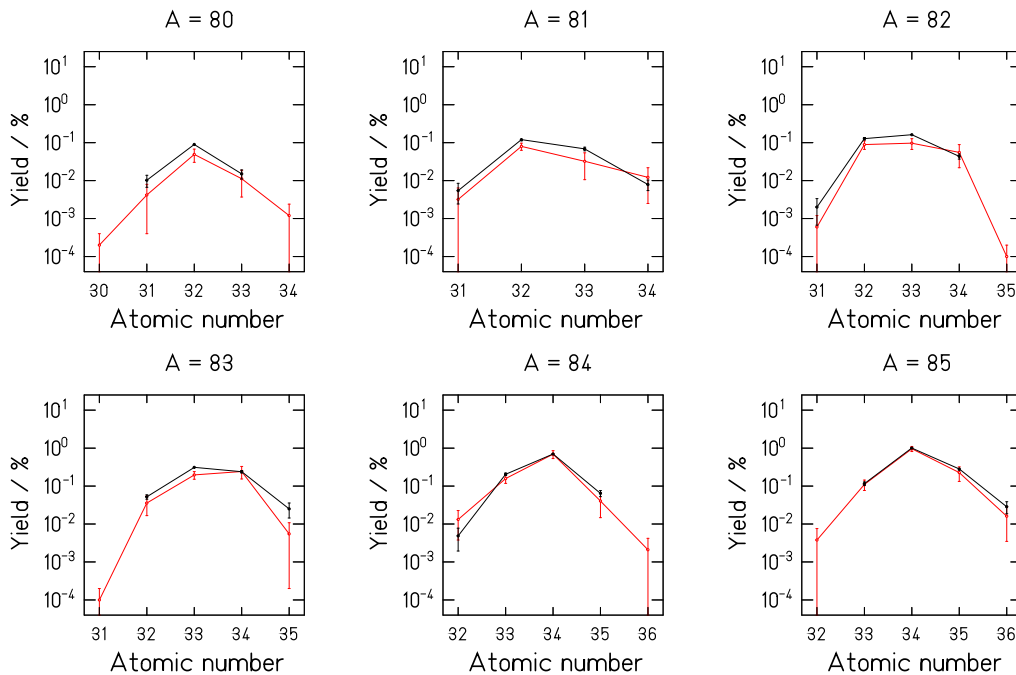 A = 80
A = 81
A = 82
Yield / %
10^1
10^0
10^-1
10^-2
10^-3
10^-4
30 31 32 33 34
Atomic number
Yield / %
10^1
10^0
10^-1
10^-2
10^-3
10^-4
31 32 33 34
Atomic number
Yield / %
10^1
10^0
10^-1
10^-2
10^-3
10^-4
31 32 33 34 35
Atomic number
A = 83
A = 84
A = 85
Yield / %
10^1
10^0
10^-1
10^-2
10^-3
10^-4
31 32 33 34 35
Atomic number
Yield / %
10^1
10^0
10^-1
10^-2
10^-3
10^-4
32 33 34 35 36
Atomic number
Yield / %
10^1
10^0
10^-1
10^-2
10^-3
10^-4
32 33 34 35 36
Atomic number